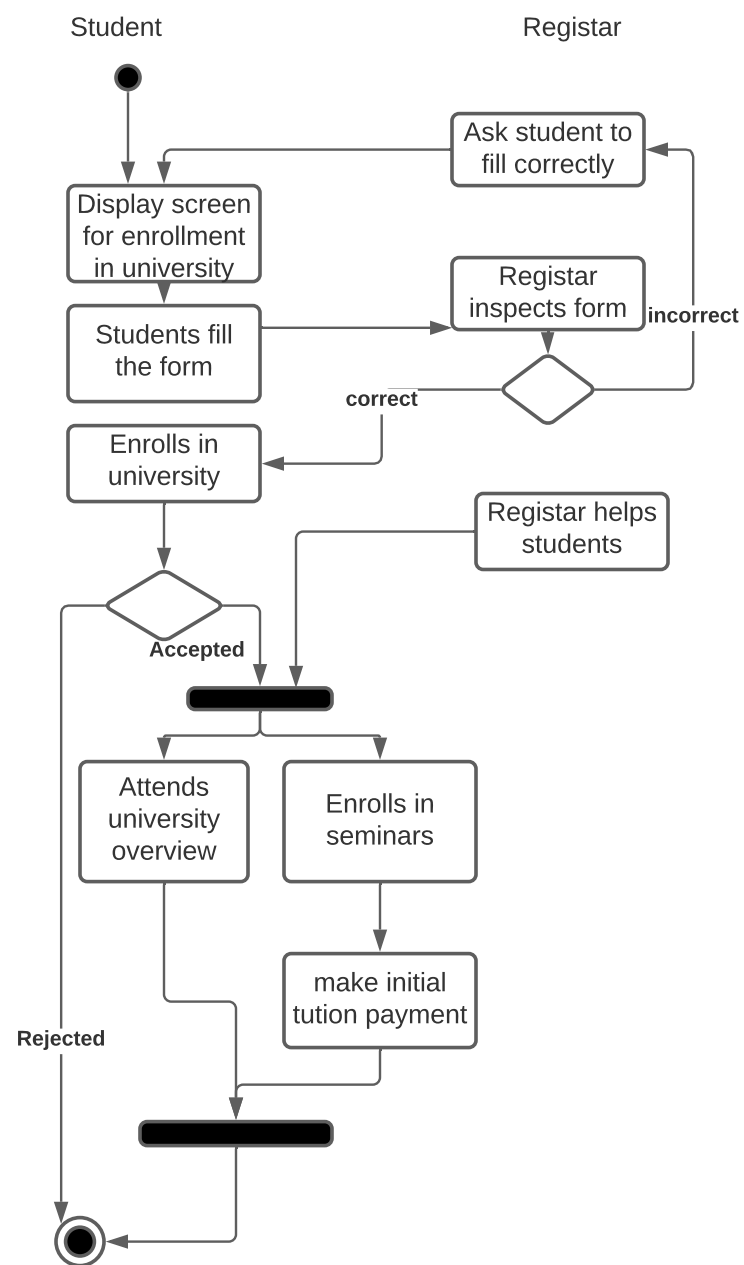 Student
Registar
Ask student to
fill correctly
Display screen
for enrollment
in university
Registar
inspects form
incorrect
Students fill
the form
correct
Enrolls in
university
Registar helps
students
Accepted
Attends
university
overview
Enrolls in
seminars
make initial
tution payment
Rejected